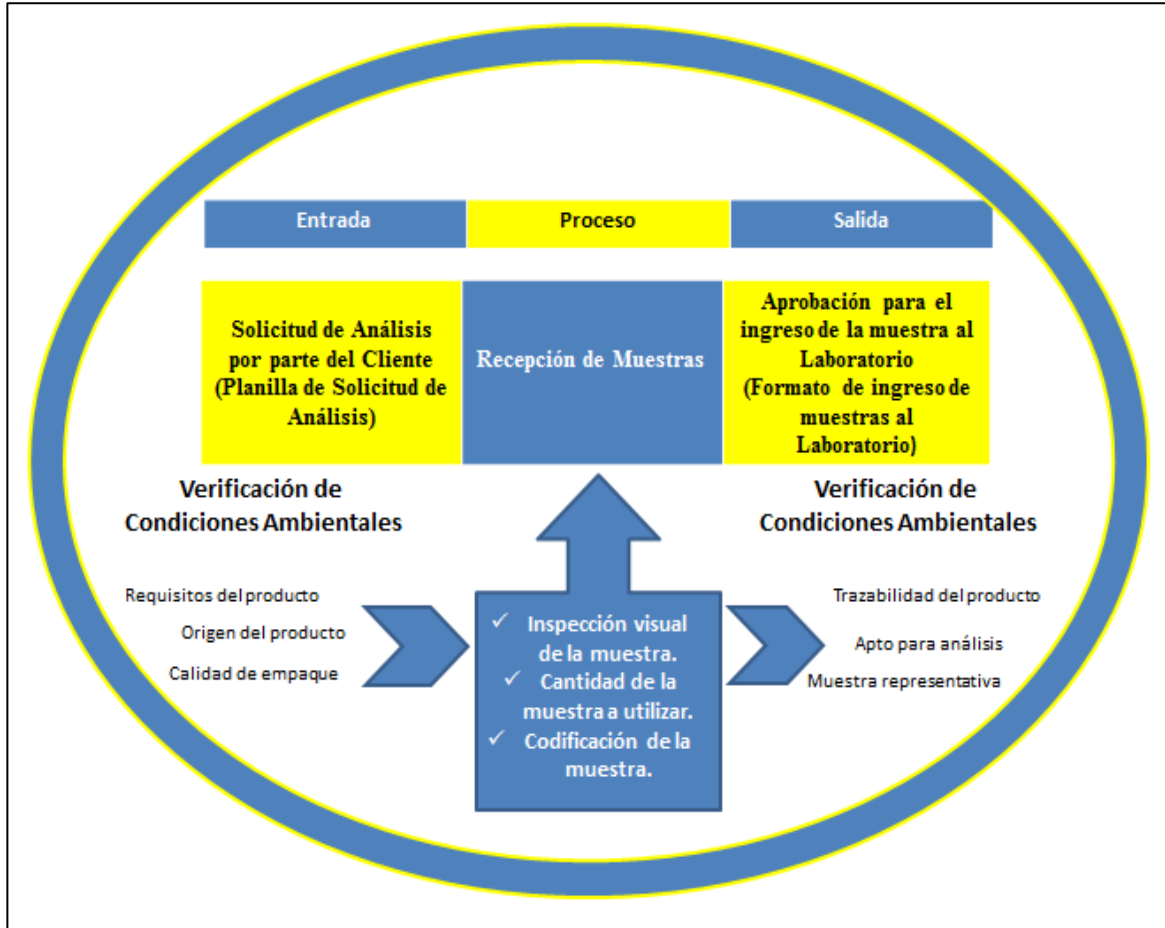 Entrada
Proceso
Salida
Solicitud de Análisis
por parte del Cliente
(Planilla de Solicitud de
Análisis)
Recepción de Muestras
Aprobación para el
ingreso de la muestra al
Laboratorio
(Formato de ingreso de
muestras al
Laboratorio)
Verificación de
Condiciones Ambientales
Verificación de
Condiciones Ambientales
Requisitos del producto
Origen del producto
Calidad de empaque
✓ Inspección visual
de la muestra.
✓ Cantidad de la
muestra a utilizar.
✓ Codificación de la
muestra.
Trazabilidad del producto
Apto para análisis
Muestra representativa